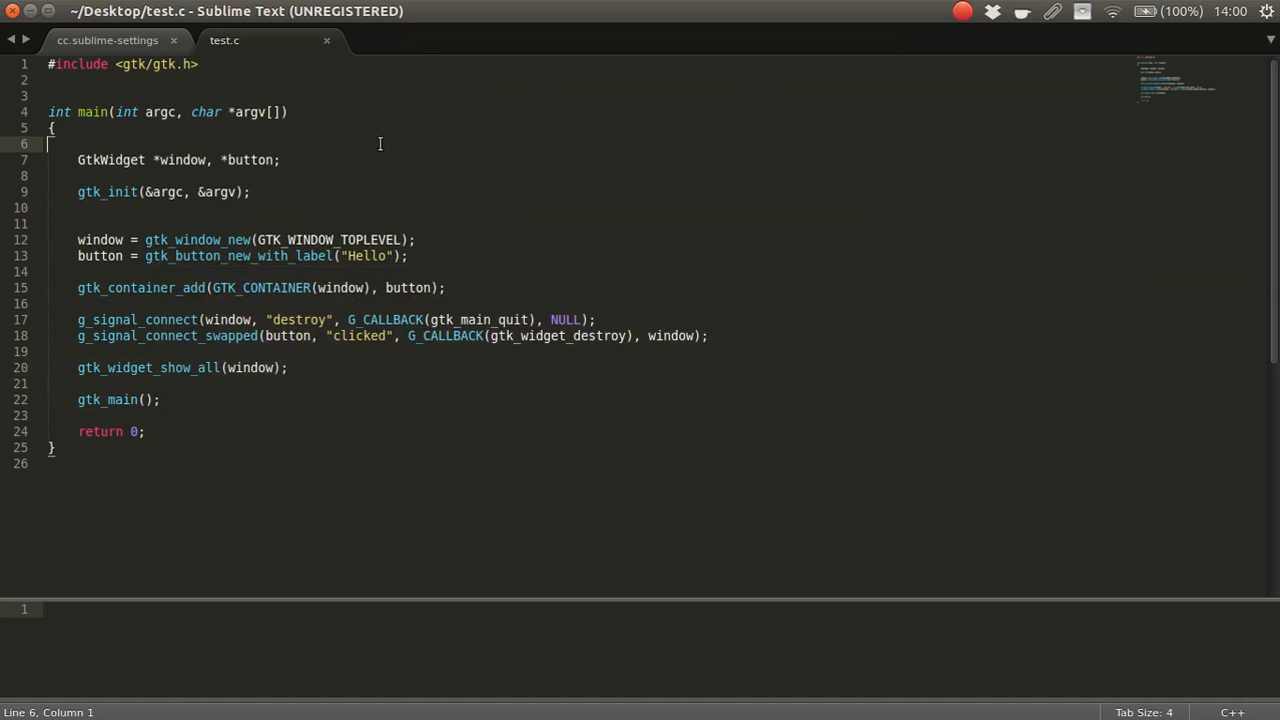 ~/Desktop/test.c - Sublime Text (UNREGISTERED)
(100%)
14:00
cc.sublime-settings
test.c
1 #include <gtk/gtk.h>
2
3
4 int main(int argc, char *argv[])
5 {
6
7 GtkWidget *window, *button;
8
9 gtk_init(&argc, &argv);
10
11
12 window = gtk_window_new(GTK_WINDOW_TOPLEVEL);
13 button = gtk_button_new_with_label("Hello");
14
15 gtk_container_add(GTK_CONTAINER(window), button);
16
17 g_signal_connect(window, "destroy", G_CALLBACK(gtk_main_quit), NULL);
18 g_signal_connect_swapped(button, "clicked", G_CALLBACK(gtk_widget_destroy), window);
19
20 gtk_widget_show_all(window);
21
22 gtk_main();
23
24 return 0;
25 }
26
1
Line 6, Column 1
Tab Size: 4
C++